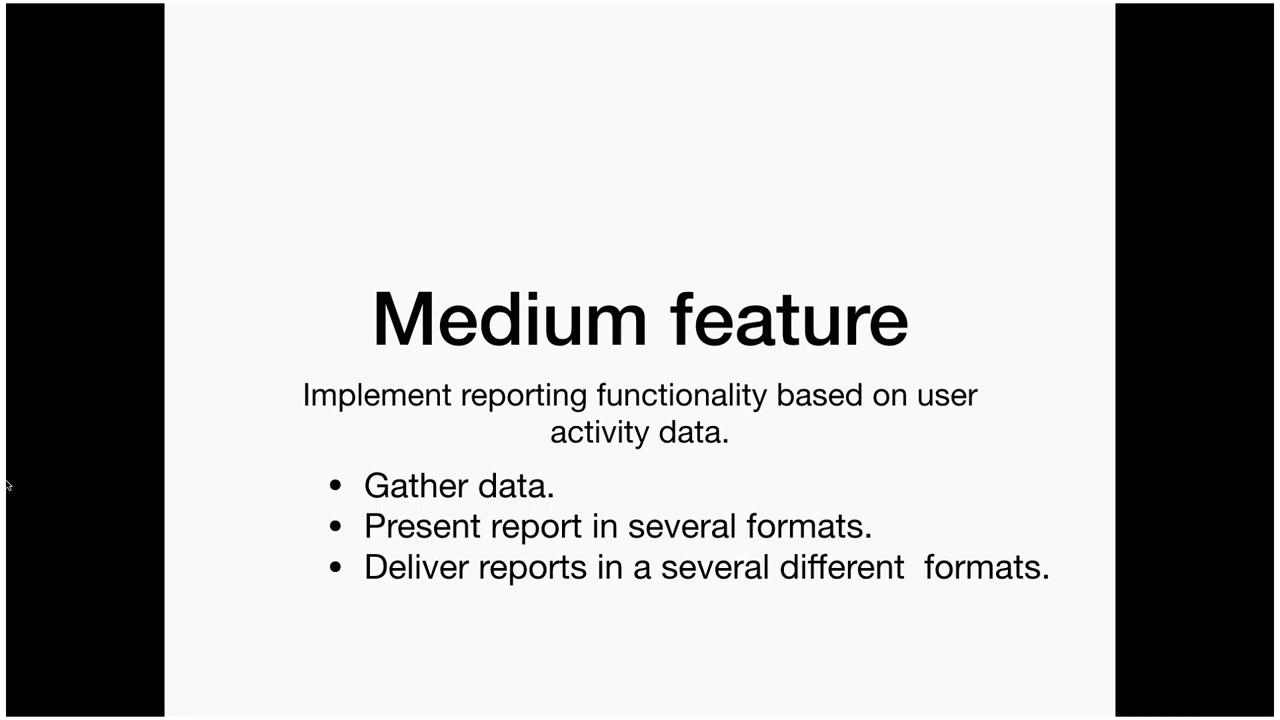 Medium feature
Implement reporting functionality based on user
activity data.
• Gather data.
• Present report in several formats.
• Deliver reports in a several different  formats.